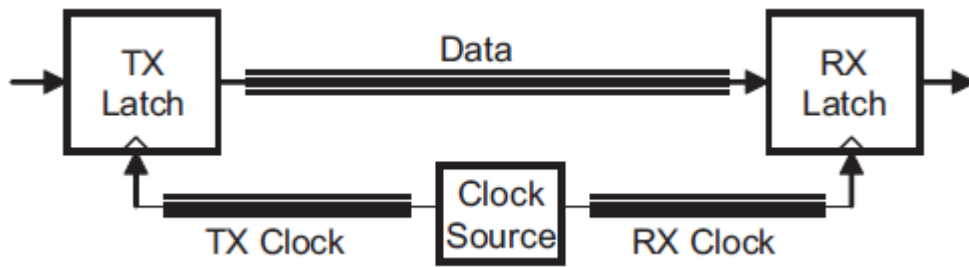 TX
Latch
Data
RX
Latch
TX Clock
Clock
Source
RX Clock